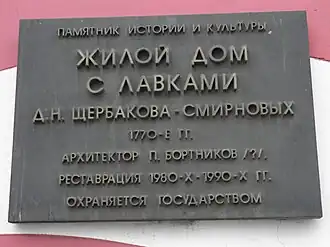 ПАМЯТНИК ИСТОРИИ И КУЛЬТУРЫ
ЖИЛОЙ ДОМ
С ЛАВКАМИ
Д.Н. ЩЕРБАКОВА-СМИРНОВЫХ
1770-Е ГГ.
АРХИТЕКТОР П. БОРТНИКОВ /?/.
РЕСТАВРАЦИЯ 1980-Х-1990-Х ГГ.
ОХРАНЯЕТСЯ ГОСУДАРСТВОМ